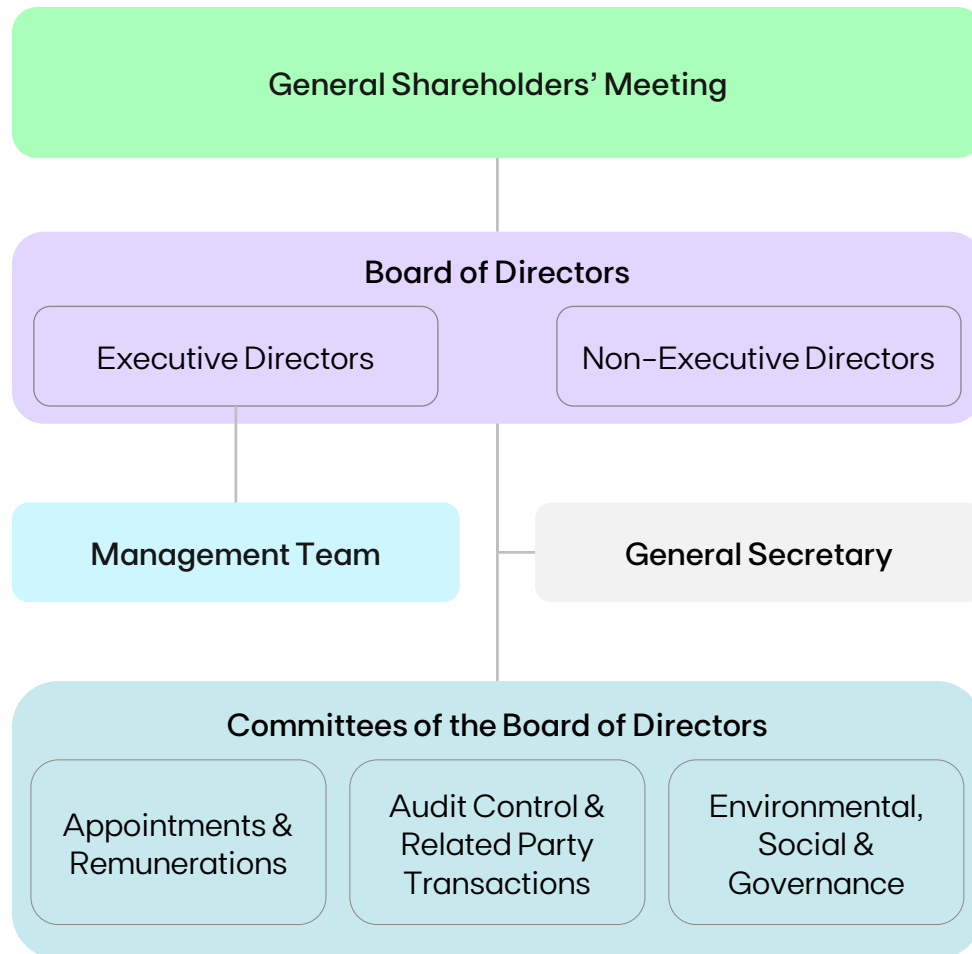 General Shareholders’ Meeting
Board of Directors
Executive Directors
Non-Executive Directors
Management Team
General Secretary
Committees of the Board of Directors
Appointments &
Remunerations
Audit Control &
Related Party
Transactions
Environmental,
Social &
Governance